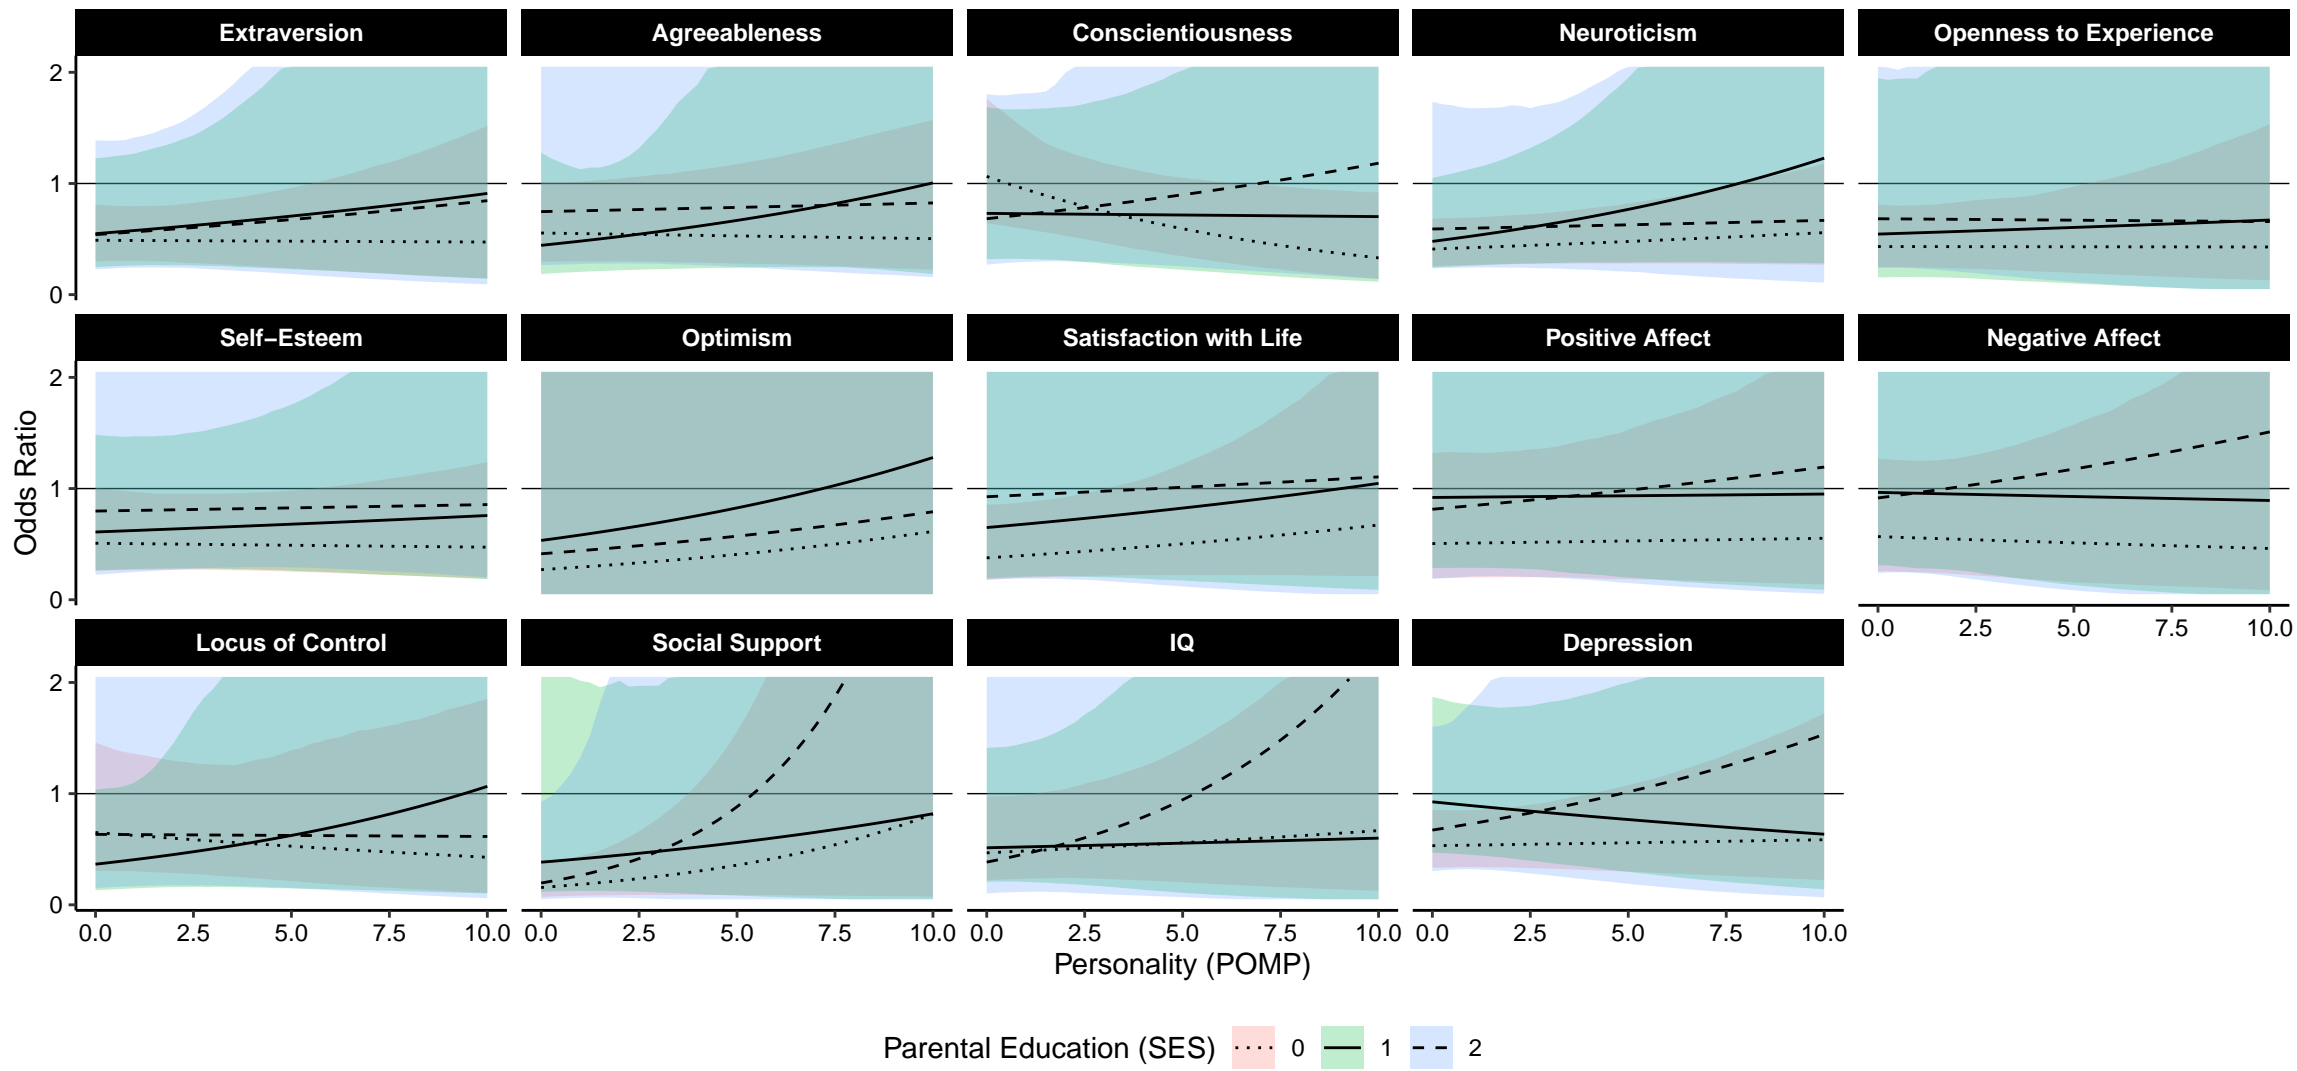 Extraversion
Agreeableness
Conscientiousness
Neuroticism
Openness to Experience
2
1
0
Self−Esteem
Optimism
Satisfaction with Life
Positive Affect
Negative Affect
2
1
0
Odds Ratio
0.0 2.5 5.0 7.5 10.0
Locus of Control
Social Support
IQ
Depression
2
1
0
0.0 2.5 5.0 7.5 10.0
0.0 2.5 5.0 7.5 10.0
0.0 2.5 5.0 7.5 10.0
0.0 2.5 5.0 7.5 10.0
Personality (POMP)
Parental Education (SES) 0 1 2